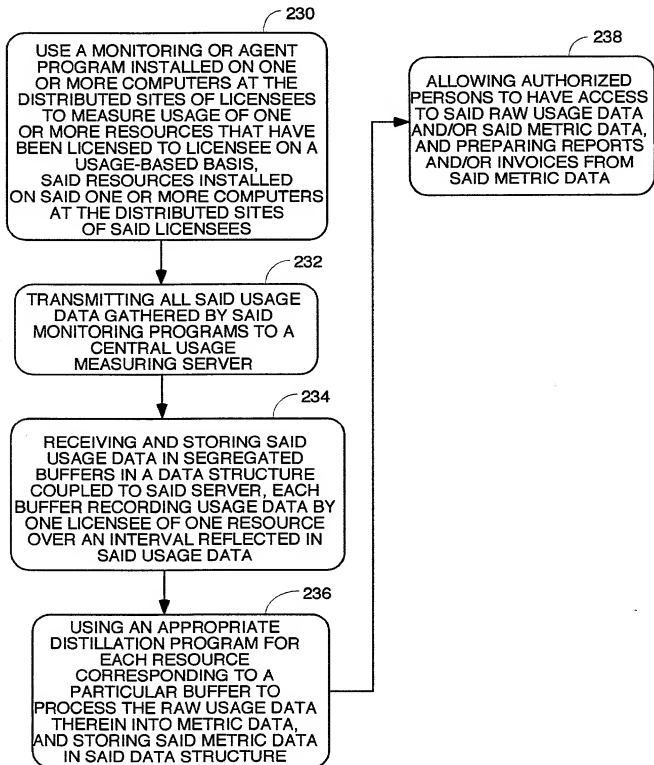 230
USE A MONITORING OR AGENT
PROGRAM INSTALLED ON ONE
OR MORE COMPUTERS AT THE
DISTRIBUTED SITES OF LICENSEES
TO MEASURE USAGE OF ONE
OR MORE RESOURCES THAT HAVE
BEEN LICENSED TO LICENSEE ON A
USAGE-BASED BASIS,
SAID RESOURCES INSTALLED
ON SAID ONE OR MORE COMPUTERS
AT THE DISTRIBUTED SITES
OF SAID LICENSEES
232
TRANSMITTING ALL SAID USAGE
DATA GATHERED BY SAID
MONITORING PROGRAMS TO A
CENTRAL USAGE
MEASURING SERVER
234
RECEIVING AND STORING SAID
USAGE DATA IN SEGREGATED
BUFFERS IN A DATA STRUCTURE
COUPLED TO SAID SERVER, EACH
BUFFER RECORDING USAGE DATA BY
ONE LICENSEE OF ONE RESOURCE
OVER AN INTERVAL REFLECTED IN
SAID USAGE DATA
236
USING AN APPROPRIATE
DISTILLATION PROGRAM FOR
EACH RESOURCE
CORRESPONDING TO A
PARTICULAR BUFFER TO
PROCESS THE RAW USAGE DATA
THEREIN INTO METRIC DATA,
AND STORING SAID METRIC DATA
IN SAID DATA STRUCTURE
238
ALLOWING AUTHORIZED
PERSONS TO HAVE ACCESS
TO SAID RAW USAGE DATA
AND/OR SAID METRIC DATA,
AND PREPARING REPORTS
AND/OR INVOICES FROM
SAID METRIC DATA